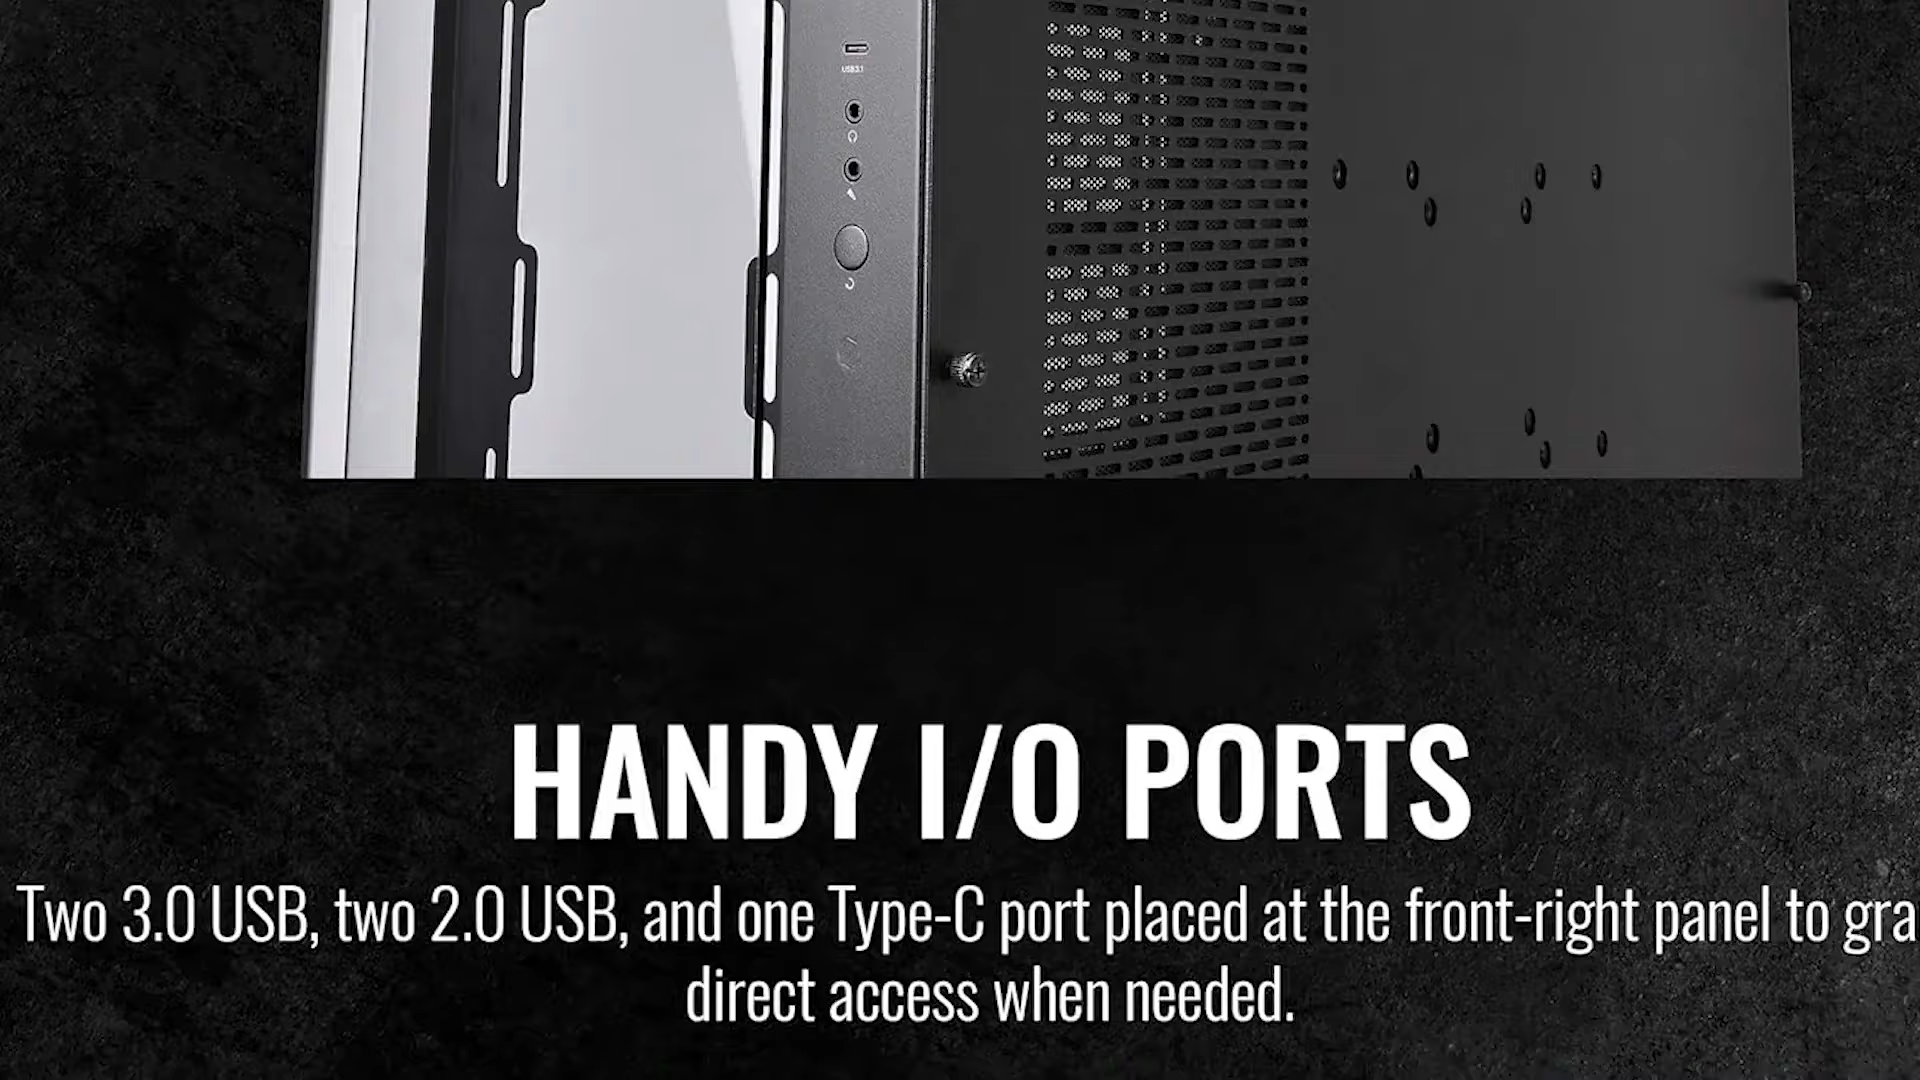 USB3.1
HANDY I/O PORTS
Two 3.0 USB, two 2.0 USB, and one Type-C port placed at the front-right panel to gra
direct access when needed.